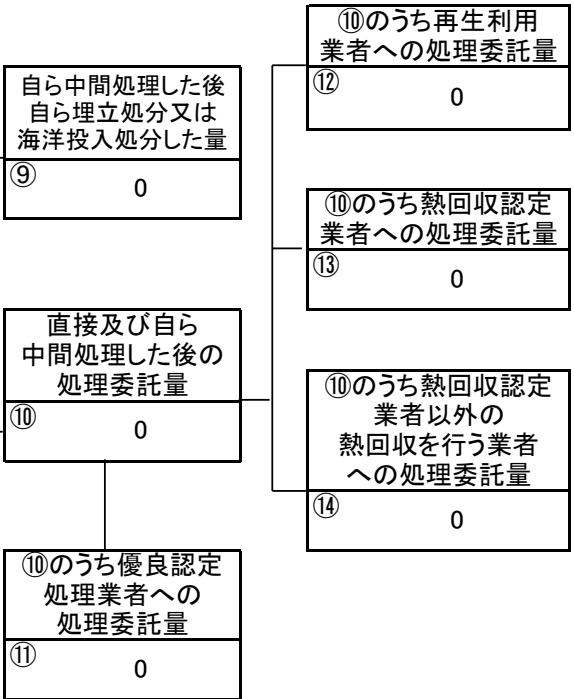 自ら中間処理した後
自ら埋立処分又は
海洋投入処分した量
⑨
0
直接及び自ら
中間処理した後の
処理委託量
⑩
0
⑩のうち優良認定
処理業者への
処理委託量
⑪
0
⑩のうち再生利用
業者への処理委託量
⑫
0
⑩のうち熱回収認定
業者への処理委託量
⑬
0
⑩のうち熱回収認定
業者以外の
熱回収を行う業者
への処理委託量
⑭
0